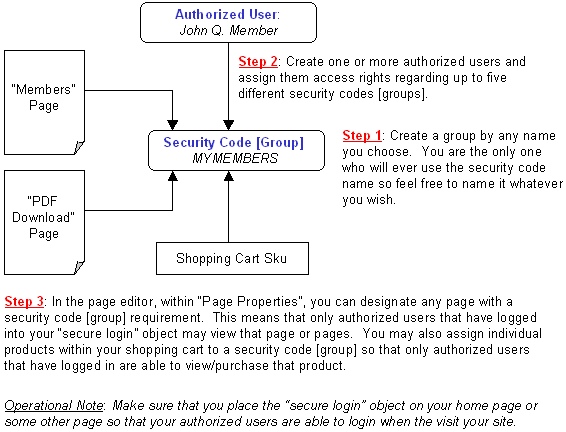 Authorized User:
John Q. Member
Step 2: Create one or more authorized users and
assign them access rights regarding up to five
different security codes [groups].
"Members"
Page
Security Code [Group]
MYMEMBERS
Step 1: Create a group by any name
you choose. You are the only one
who will ever use the security code
name so feel free to name it whatever
you wish.
"PDF
Download"
Page
Shopping Cart Sku
Step 3: In the page editor, within "Page Properties", you can designate any page with a
security code [group] requirement. This means that only authorized users that have logged
into your "secure login" object may view that page or pages. You may also assign individual
products within your shopping cart to a security code [group] so that only authorized users
that have logged in are able to view/purchase that product.
Operational Note: Make sure that you place the "secure login" object on your home page or
some other page so that your authorized users are able to login when the visit your site.